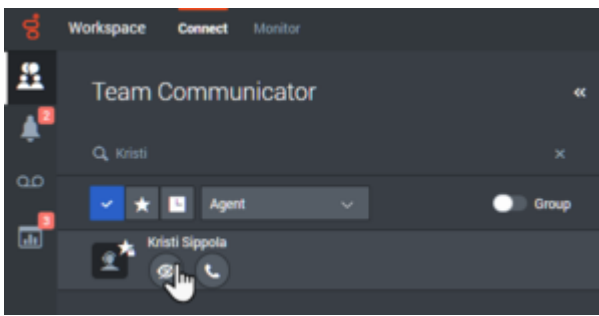 Workspace Connect Monitor
Team Communicator
2
Kristi
Agent
Group
3
Kristi Sippola